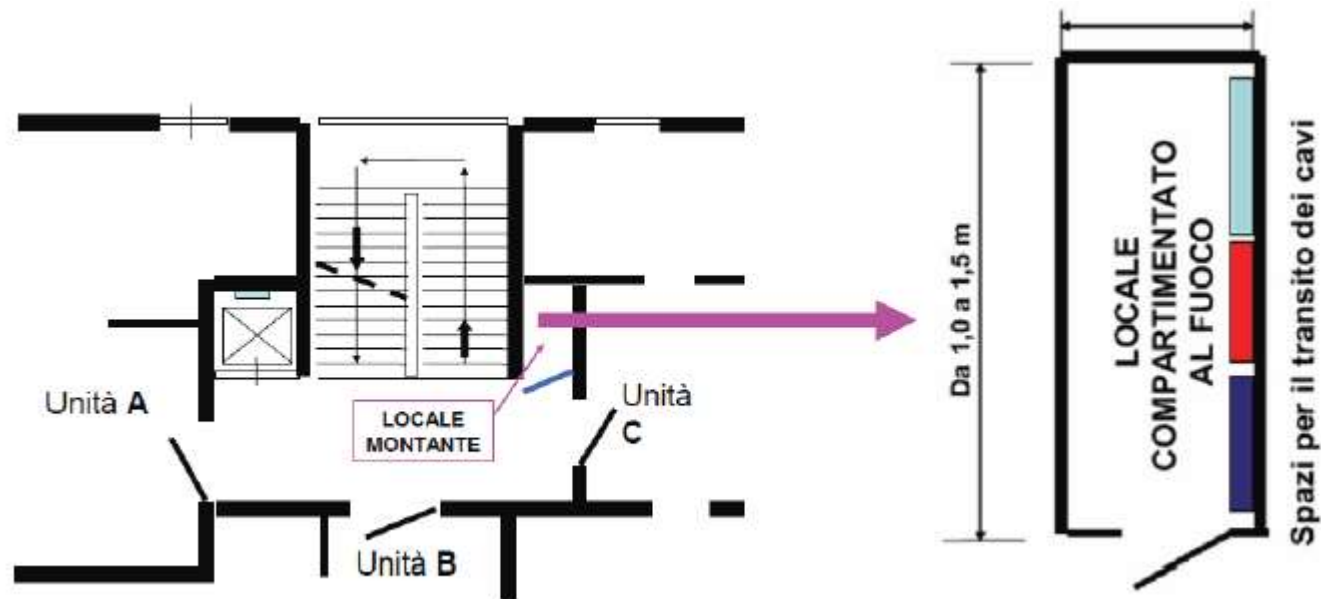 Unità A
LOCALE
MONTANTE
Unità
C
Unità B
Da 1,0 a 1,5 m
LOCALE
COMPARTIMENTATO
AL FUOCO
Spazi per il transito dei cavi